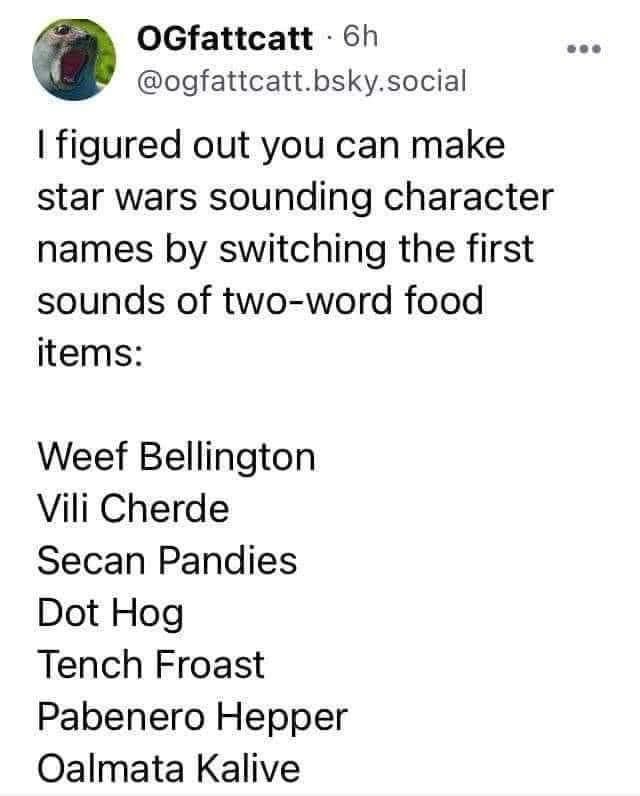 OGfattcatt · 6h
@ogfattcatt.bsky.social
I figured out you can make
star wars sounding character
names by switching the first
sounds of two-word food
items:
Weef Bellington
Vili Cherde
Secan Pandies
Dot Hog
Tench Froast
Pabenero Hepper
Oalmata Kalive